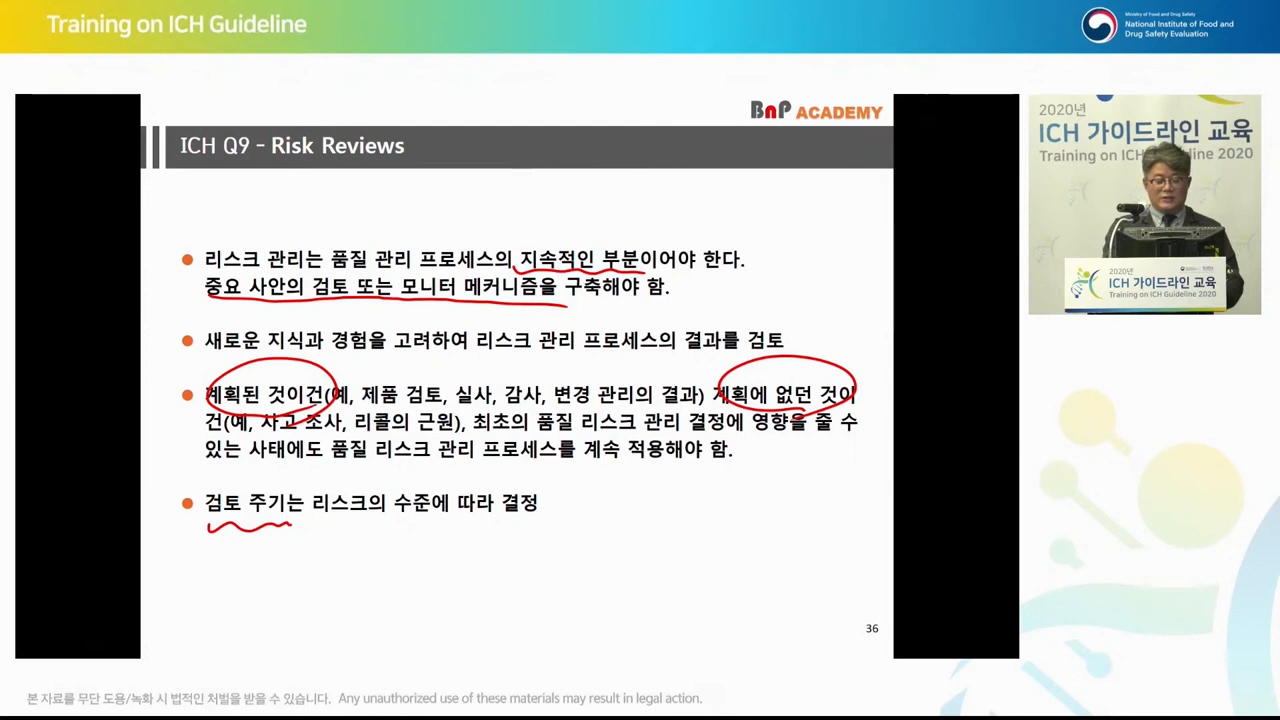 Training on ICH Guideline
Ministry of Food and Drug Safety
National Institute of Food and
Drug Safety Evaluation
BnP ACADEMY
ICH Q9 – Risk Reviews
리스크 관리는 품질 관리 프로세스의 지속적인 부분이어야 한다.
중요 사안의 검토 또는 모니터 메커니즘을 구축해야 함.
새로운 지식과 경험을 고려하여 리스크 관리 프로세스의 결과를 검토
계획된 것이건(예, 제품 검토, 실사, 감사, 변경 관리의 결과) 계획에 없던 것이
건(예, 사고 조사, 리콜의 근원), 최초의 품질 리스크 관리 결정에 영향을 줄 수
있는 사태에도 품질 리스크 관리 프로세스를 계속 적용해야 함.
검토 주기는 리스크의 수준에 따라 결정
36
2020년
ICH 가이드라인 교육
Training on ICH Guideline 2020
2020년
ICH 가이드라인 교육
Training on ICH Guideline 2020
본 자료를 무단 도용/녹화 시 법적인 처벌을 받을 수 있습니다. Any unauthorized use of these materials may result in legal action.